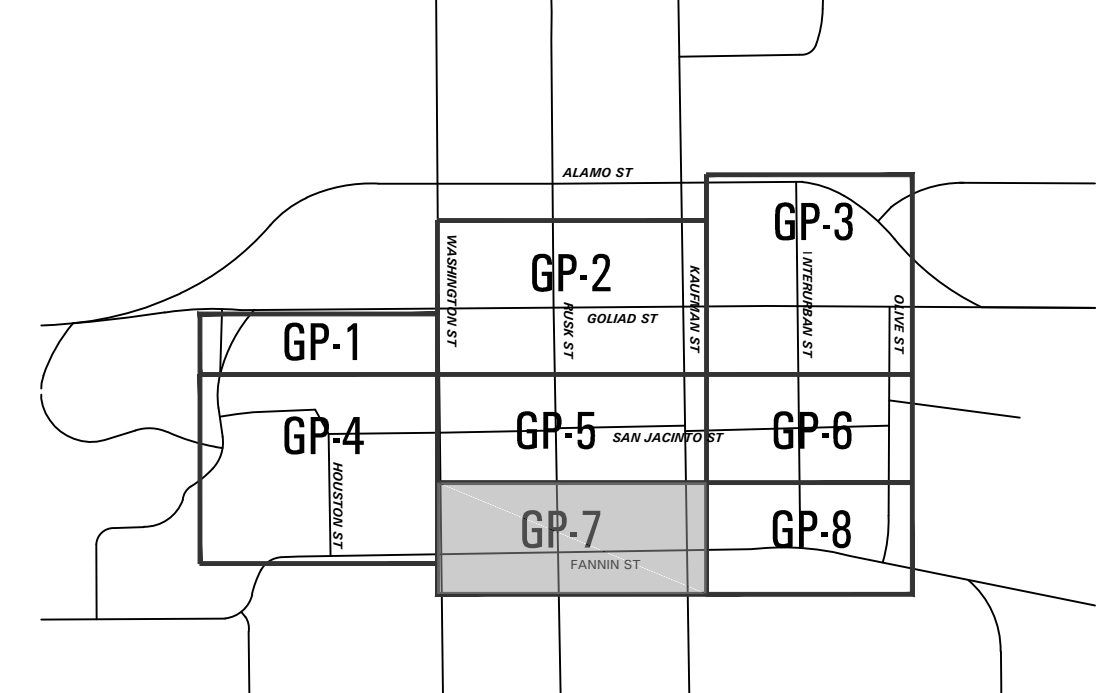 ALAMO ST
GP-3
GP-2
WASHINGTON ST
KAUFMAN ST
INTERURBAN ST
OLIVE ST
RUSK ST
GOLIAD ST
GP-1
GP-4
GP-5
SAN JACINTO ST
GP-6
HOUSTON ST
GP-7
GP-8
FANNIN ST